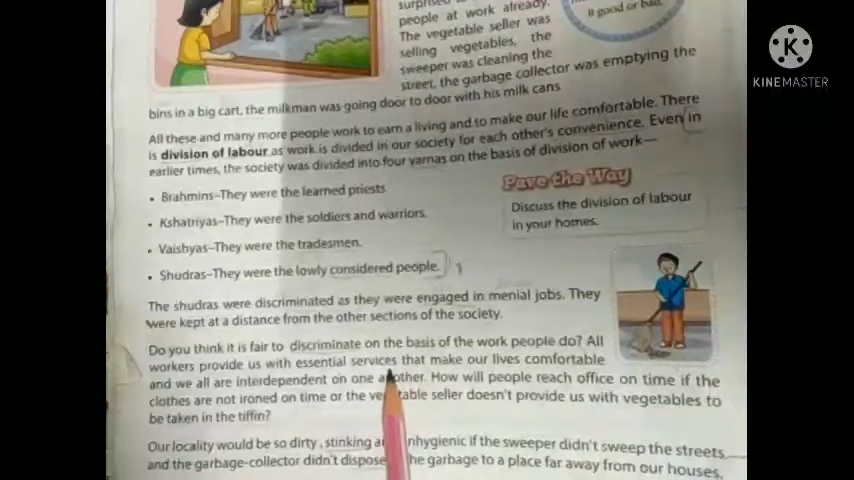 surprised
people at work already.
The vegetable seller was
selling vegetables, the
sweeper was cleaning the
street, the garbage collector was emptying the
bins in a big cart, the milkman was going door to door with his milk cans
it good or bad.
K
KINEMASTER
All these and many more people work to earn a living and to make our life comfortable. There
is division of labour as work is divided in our society for each other's convenience. Even in
earlier times, the society was divided into four varnas on the basis of division of work—
• Brahmins–They were the learned priests
• Kshatriyas–They were the soldiers and warriors.
• Vaishyas–They were the tradesmen.
• Shudras–They were the lowly considered people.
Pave the Way
Discuss the division of labour
in your homes.
The shudras were discriminated as they were engaged in menial jobs. They
were kept at a distance from the other sections of the society.
Do you think it is fair to discriminate on the basis of the work people do? All
workers provide us with essential services that make our lives comfortable
and we all are interdependent on one another. How will people reach office on time if the
clothes are not ironed on time or the vegetable seller doesn't provide us with vegetables to
be taken in the tiffin?
Our locality would be so dirty, stinking and unhygienic if the sweeper didn't sweep the streets
and the garbage-collector didn't dispose the garbage to a place far away from our houses.